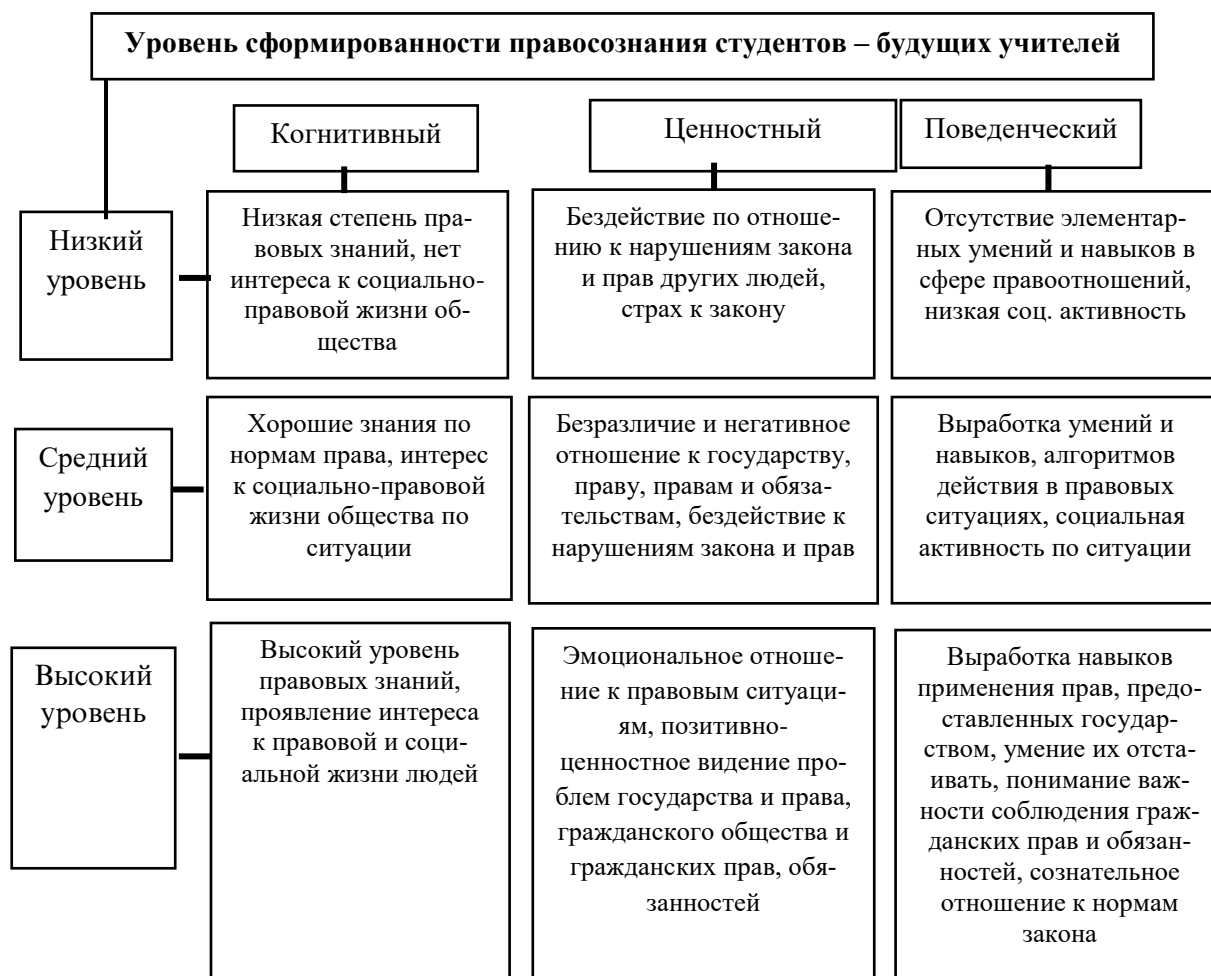 Уровень сформированности правосознания студентов – будущих учителей
Когнитивный
Ценностный
Поведенческий
Низкий
уровень
Низкая степень пра-
вовых знаний, нет
интереса к социально-
правовой жизни об-
щества
Бездействие по отноше-
нию к нарушениям закона
и прав других людей,
страх к закону
Отсутствие элементар-
ных умений и навыков в
сфере правоотношений,
низкая соц. активность
Средний
уровень
Хорошие знания по
нормам права, интерес
к социально-правовой
жизни общества по
ситуации
Безразличие и негативное
отношение к государству,
праву, правам и обяза-
тельствам, бездействие к
нарушениям закона и прав
Выработка умений и
навыков, алгоритмов
действия в правовых
ситуациях, социальная
активность по ситуации
Высокий
уровень
Высокий уровень
правовых знаний,
проявление интереса
к правовой и соци-
альной жизни людей
Эмоциональное отноше-
ние к правовым ситуаци-
ям, позитивно-
ценностное видение про-
блем государства и права,
гражданского общества и
гражданских прав, обя-
занностей
Выработка навыков
применения прав, предо-
ставленных государ-
ством, умение их отста-
ивать, понимание важ-
ности соблюдения граж-
данских прав и обязан-
ностей, сознательное
отношение к нормам
закона